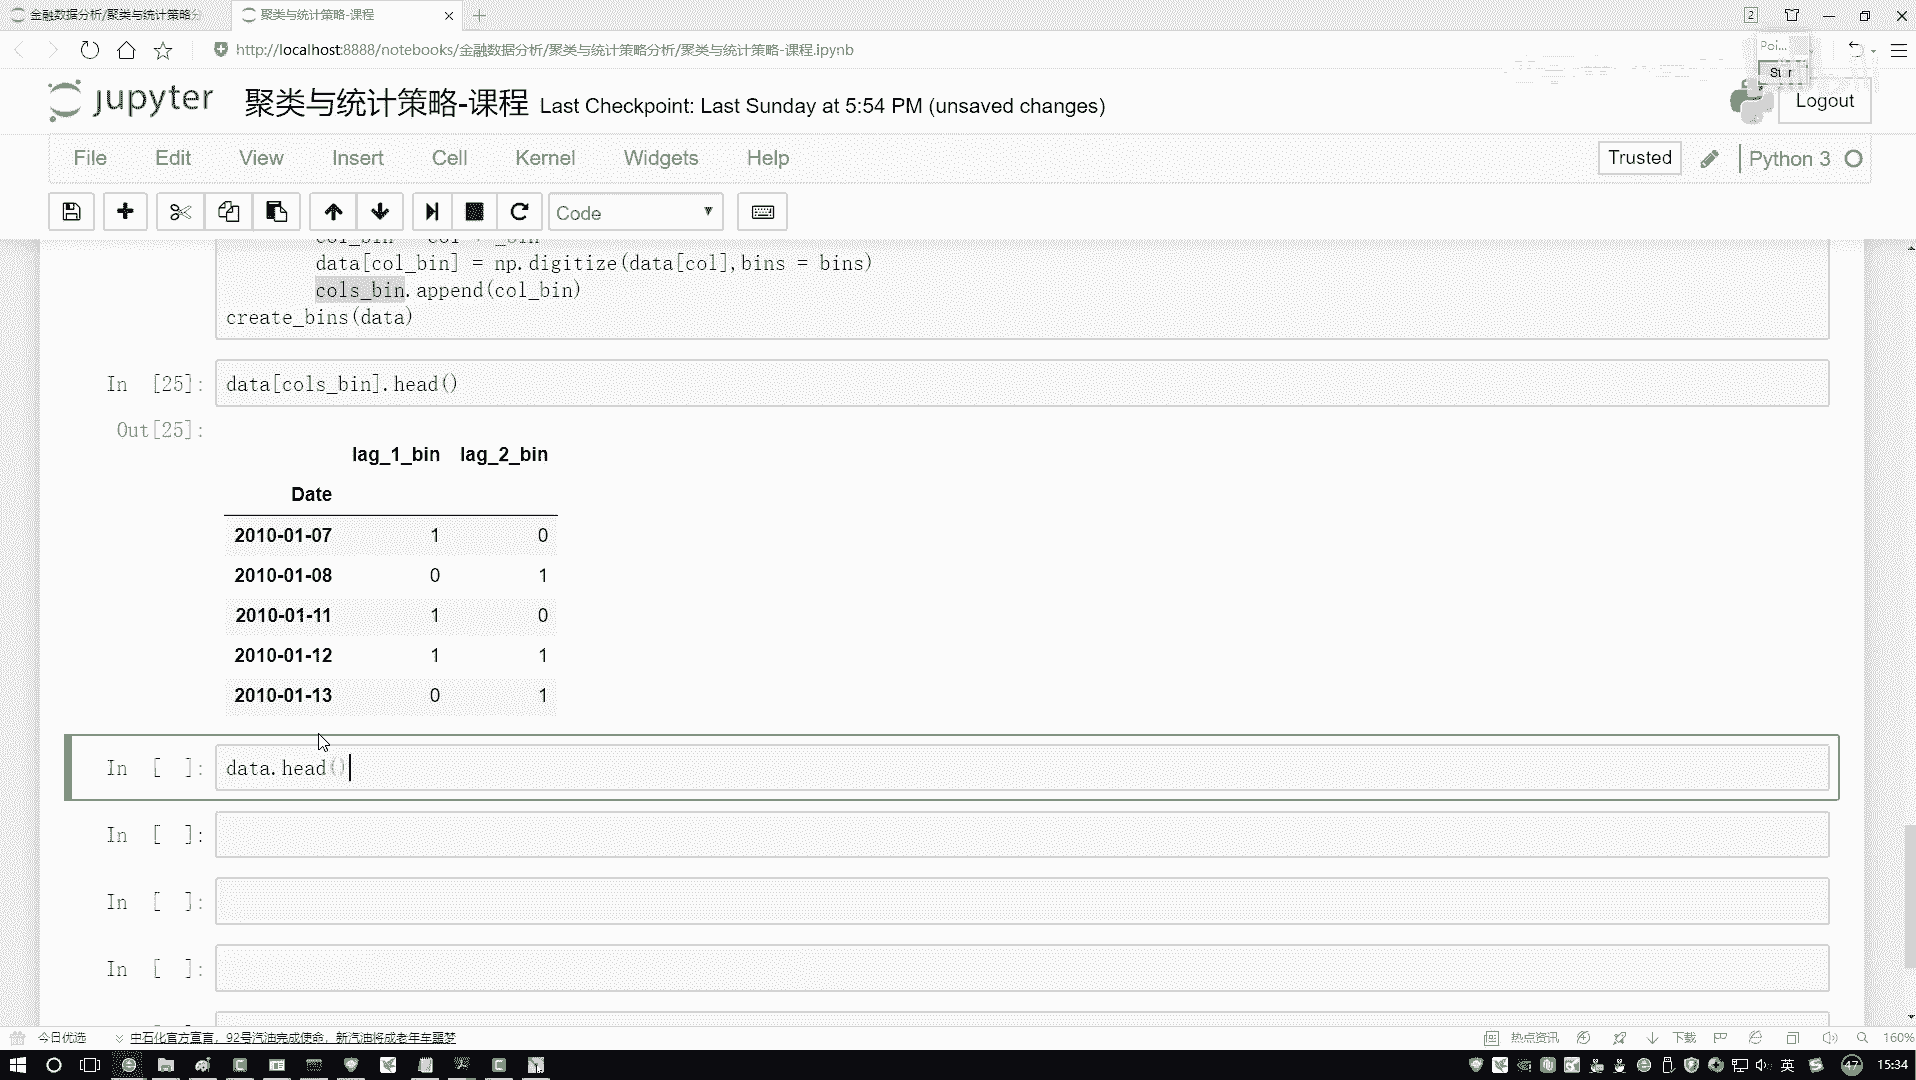 金融数据分析/聚类与统计策略分
聚类与统计策略-课程
2
http://localhost:8888/notebooks/金融数据分析/聚类与统计策略分析/聚类与统计策略-课程.ipynb
Poi...
jupyter
聚类与统计策略-课程 Last Checkpoint: Last Sunday at 5:54 PM (unsaved changes)
Logout
File Edit View Insert Cell Kernel Widgets Help
Trusted
Python 3
Code
data[col_bin] = np.digitize(data[col],bins = bins)
cols_bin.append(col_bin)
create_bins(data)
In [25]: data[cols_bin].head()
Out[25]:
lag_1_bin lag_2_bin
Date
2010-01-07 1 0
2010-01-08 0 1
2010-01-11 1 0
2010-01-12 1 1
2010-01-13 0 1
In [ ]: data.head()
In [ ]:
In [ ]:
In [ ]:
今日优选 中石化官方宣言，92号汽油完成使命，新汽油将成老年车噩梦 热点资讯 下载 160%
英 47 15:34